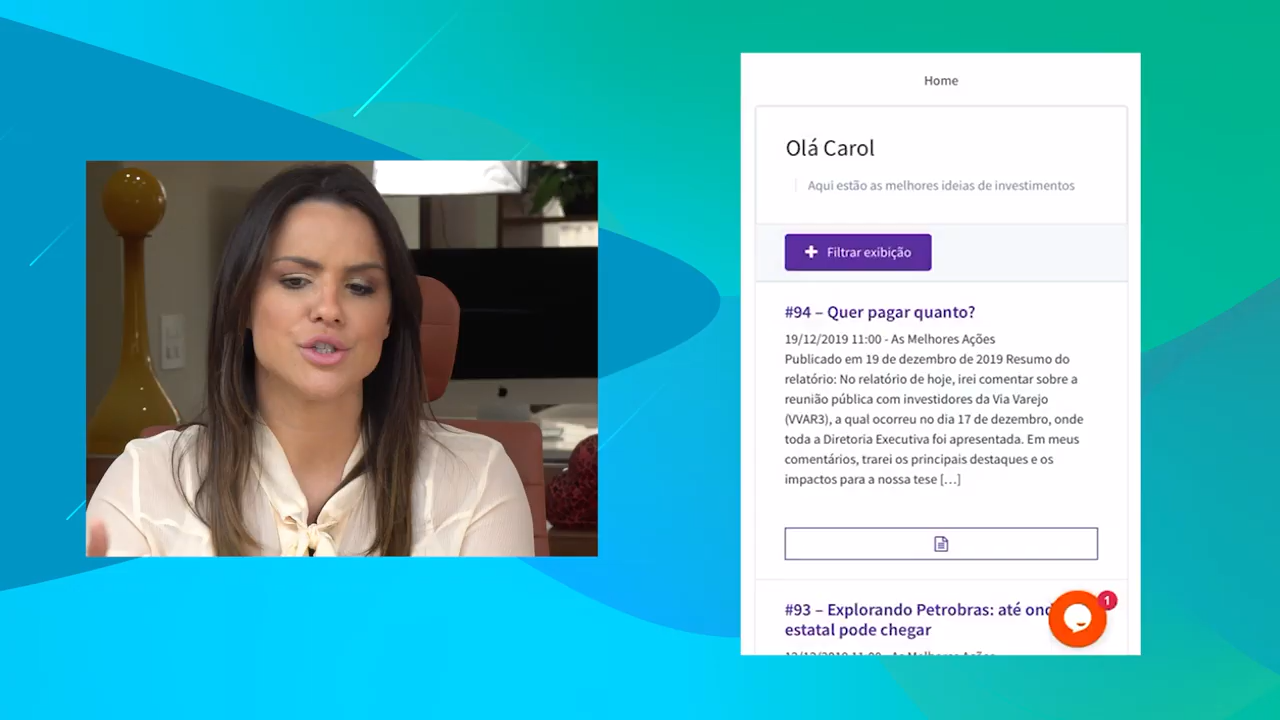 Home
Olá Carol
Aqui estão as melhores ideias de investimentos
Filtrar exibição
#94 – Quer pagar quanto?
19/12/2019 11:00 - As Melhores Ações
Publicado em 19 de dezembro de 2019 Resumo do
relatório: No relatório de hoje, irei comentar sobre a
reunião pública com investidores da Via Varejo
(VVAR3), a qual ocorreu no dia 17 de dezembro, onde
toda a Diretoria Executiva foi apresentada. Em meus
comentários, trarei os principais destaques e os
impactos para a nossa tese […]
#93 – Explorando Petrobras: até
estatal pode chegar
1